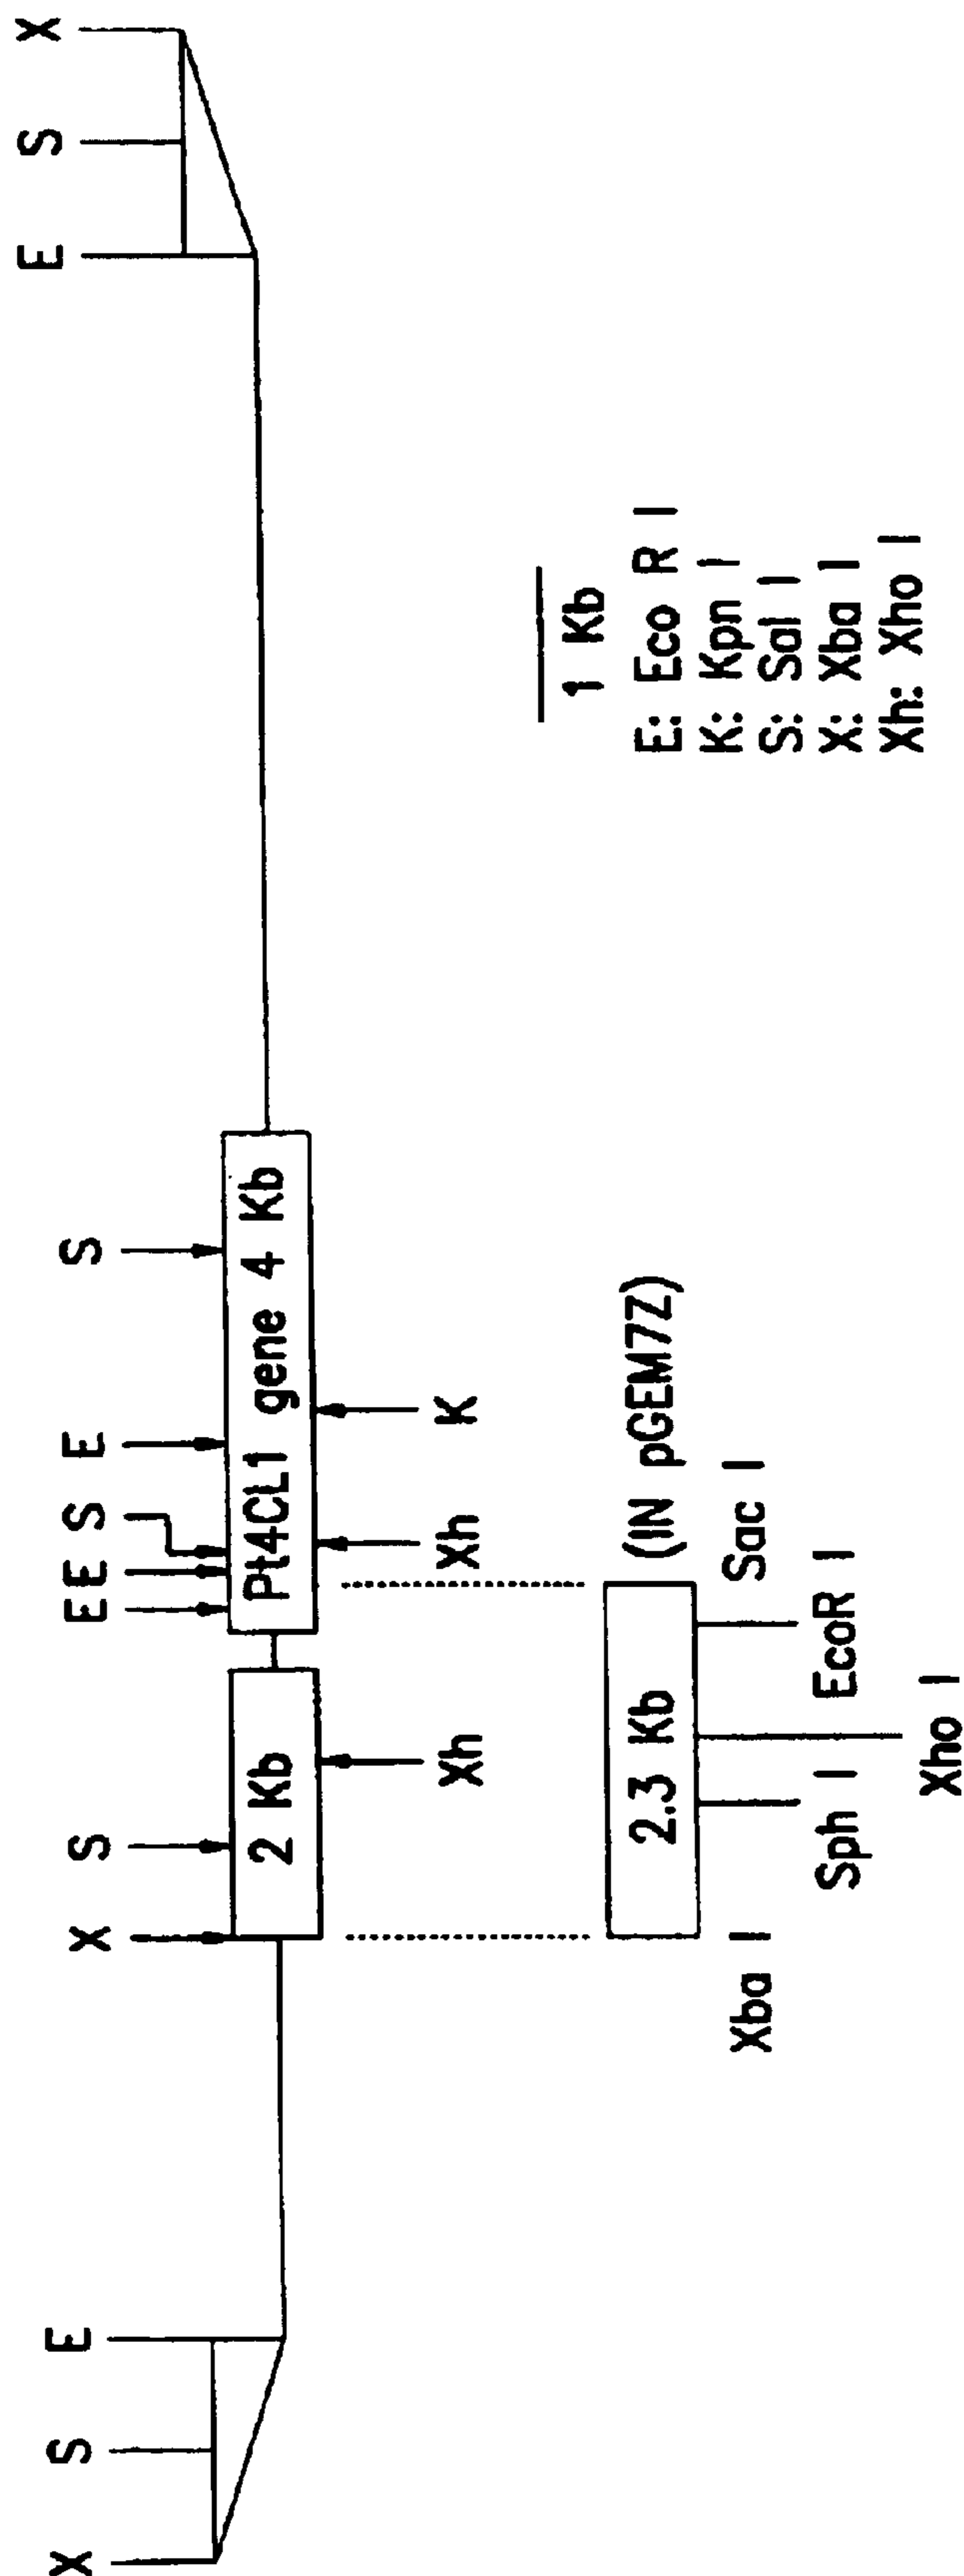 X S E X S EE S E S E S X
2 Kb Pt4CL1 gene 4 Kb
Xh Xh K
2.3 Kb (IN pGEM7Z)
Xba I Sac I
Sph I EcoR I
Xho I
1 Kb
E: Eco R I
K: Kpn I
S: Sal I
X: Xba I
Xh: Xho I